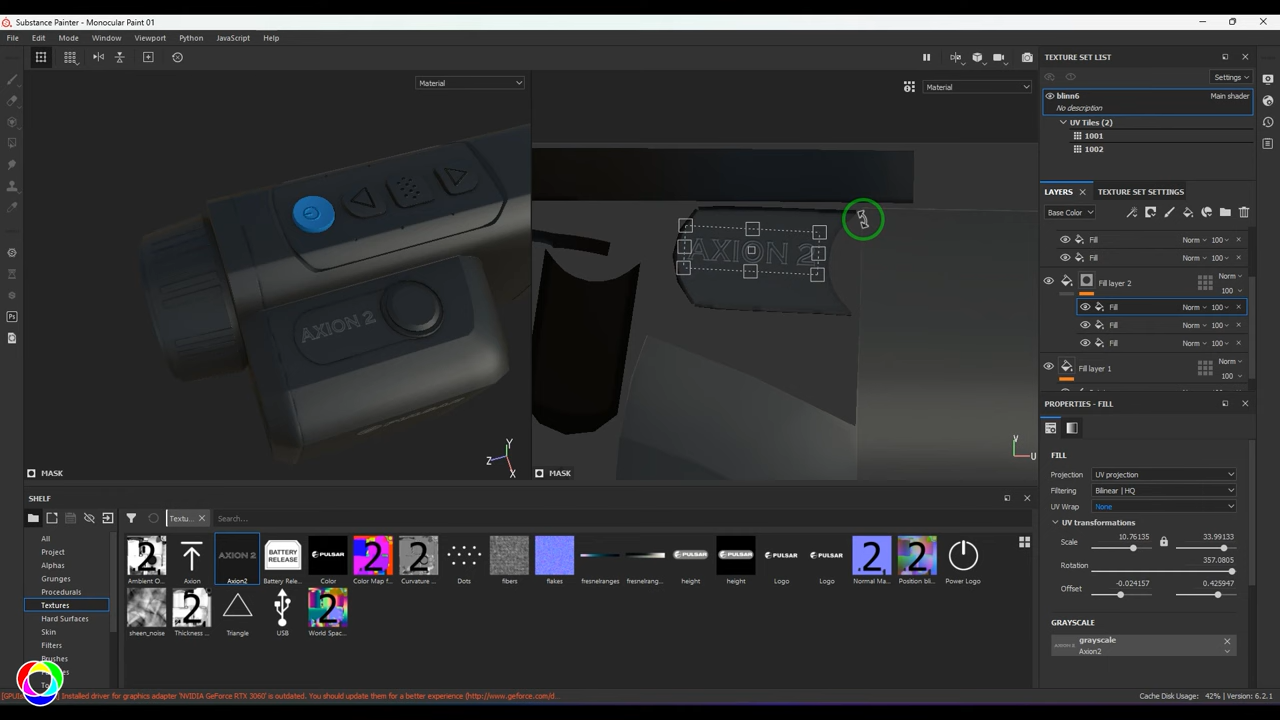 Substance Painter - Monocular Paint 01
File Edit Mode Window Viewport Python JavaScript Help
Material
Material
AXION 2
AXION 2
Y
Z
X
V
U
MASK
MASK
TEXTURE SET LIST
Settings
blinn6 Main shader
No description
UV Tiles (2)
1001
1002
LAYERS TEXTURE SET SETTINGS
Base Color
Fill Norm 100
Fill Norm 100
Fill layer 2 Norm 100
Fill Norm 100
Fill Norm 100
Fill Norm 100
Fill layer 1 Norm 100
PROPERTIES - FILL
FILL
Projection UV projection
Filtering Bilinear | HQ
UV Wrap None
UV transformations
Scale 10.76135 33.99133
Rotation 357.0805
Offset -0.024157 0.425947
GRAYSCALE
grayscale
Axion2
SHELF
Textu... Search...
All
Project
Alphas
Grunges
Procedurals
Textures
Hard Surfaces
Skin
Filters
Brushes
Ambient O... Axion Axion2 Battery Rele... Color Color Map f... Curvature ... Dots fibers flakes fresnelranges fresnelrang... height height Logo Logo Normal Ma... Position bl... Power Logo
sheen_noise Thickness ... Triangle USB World Spac...
Installed driver for graphics adapter 'NVIDIA GeForce RTX 3060' is outdated. You should update them for a better experience (http://www.geforce.com/d...
Cache Disk Usage: 42% | Version: 6.2.1